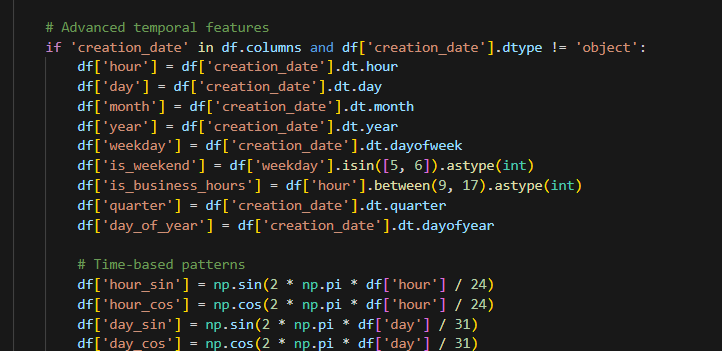 # Advanced temporal features
if 'creation_date' in df.columns and df['creation_date'].dtype != 'object':
    df['hour'] = df['creation_date'].dt.hour
    df['day'] = df['creation_date'].dt.day
    df['month'] = df['creation_date'].dt.month
    df['year'] = df['creation_date'].dt.year
    df['weekday'] = df['creation_date'].dt.dayofweek
    df['is_weekend'] = df['weekday'].isin([5, 6]).astype(int)
    df['is_business_hours'] = df['hour'].between(9, 17).astype(int)
    df['quarter'] = df['creation_date'].dt.quarter
    df['day_of_year'] = df['creation_date'].dt.dayofyear

    # Time-based patterns
    df['hour_sin'] = np.sin(2 * np.pi * df['hour'] / 24)
    df['hour_cos'] = np.cos(2 * np.pi * df['hour'] / 24)
    df['day_sin'] = np.sin(2 * np.pi * df['day'] / 31)
    df['day_cos'] = np.cos(2 * np.pi * df['day'] / 31)